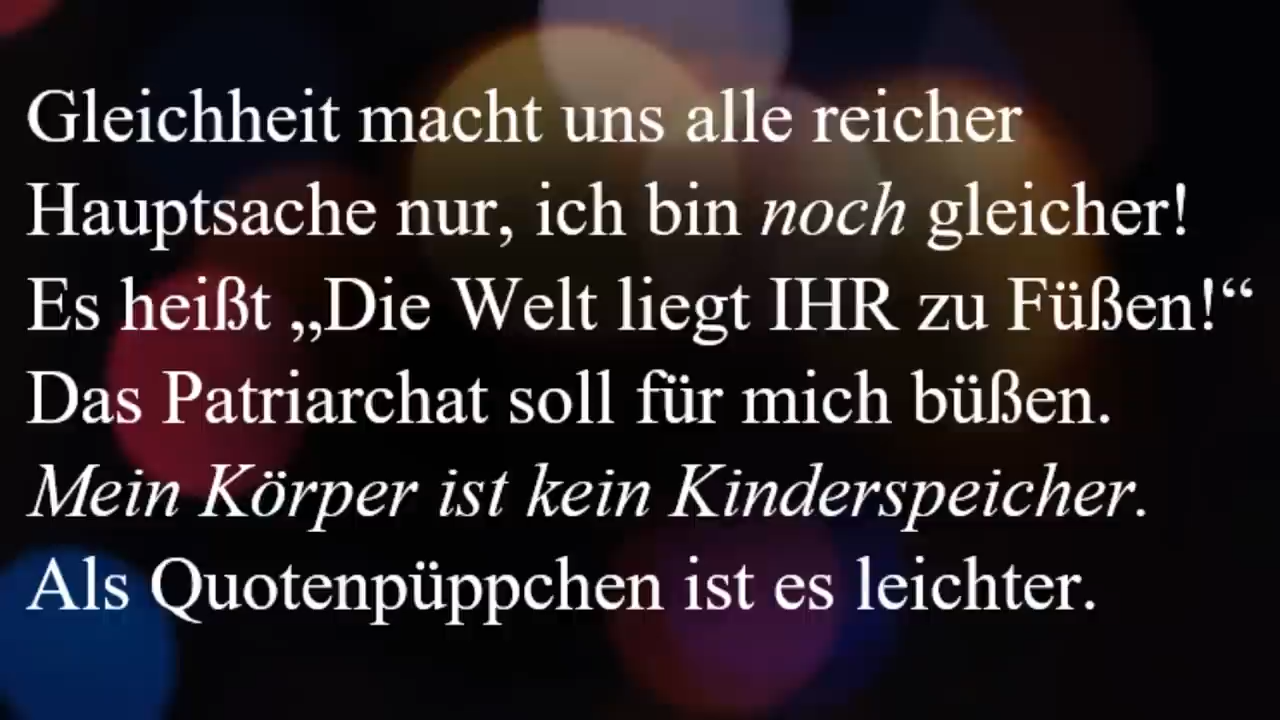 Gleichheit macht uns alle reicher
Hauptsache nur, ich bin noch gleicher!
Es heißt „Die Welt liegt IHR zu Füßen!“
Das Patriarchat soll für mich büßen.
Mein Körper ist kein Kinderspeicher.
Als Quotenpüppchen ist es leichter.